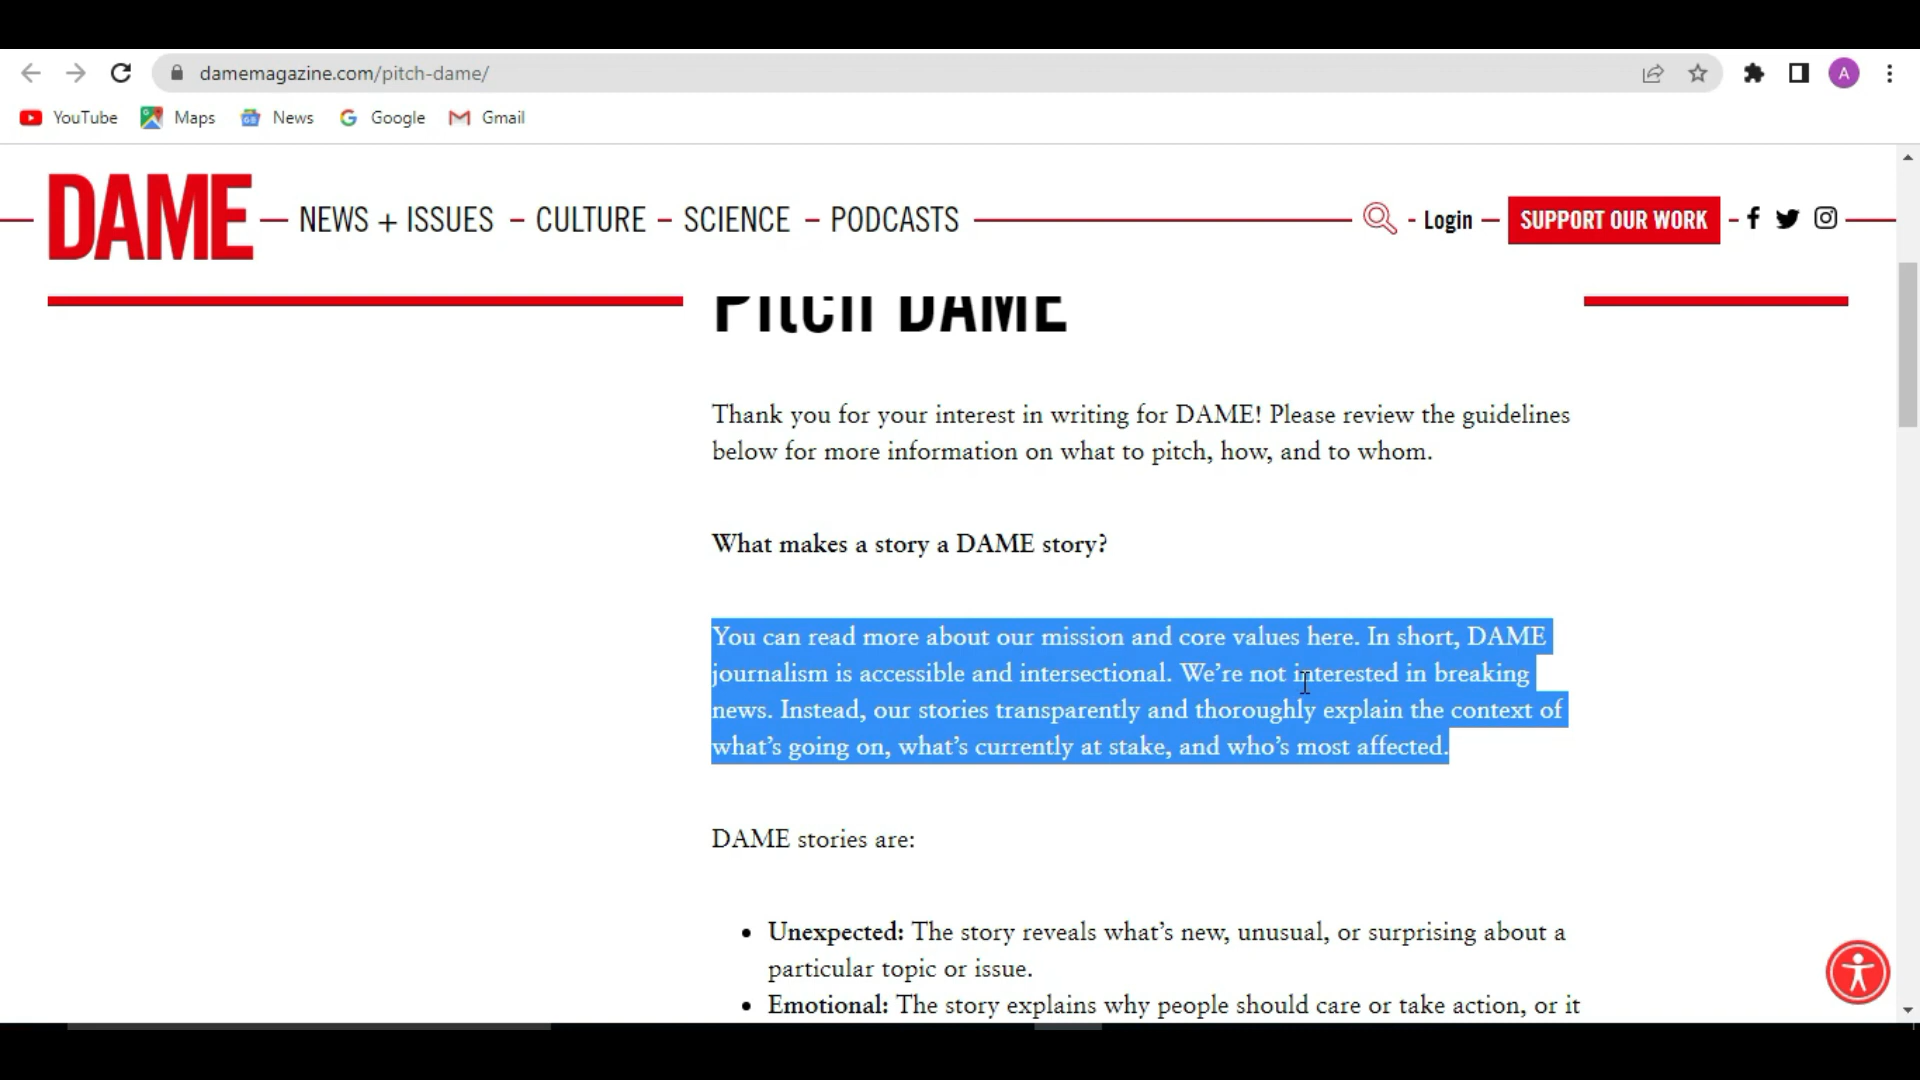 damemagazine.com/pitch-dame/
A
YouTube Maps News Google Gmail
DAME NEWS + ISSUES CULTURE SCIENCE PODCASTS Login SUPPORT OUR WORK
Pitch DAME
Thank you for your interest in writing for DAME! Please review the guidelines
below for more information on what to pitch, how, and to whom.
What makes a story a DAME story?
You can read more about our mission and core values here. In short, DAME
journalism is accessible and intersectional. We’re not interested in breaking
news. Instead, our stories transparently and thoroughly explain the context of
what’s going on, what’s currently at stake, and who’s most affected.
DAME stories are:
• Unexpected: The story reveals what’s new, unusual, or surprising about a
particular topic or issue.
• Emotional: The story explains why people should care or take action, or it